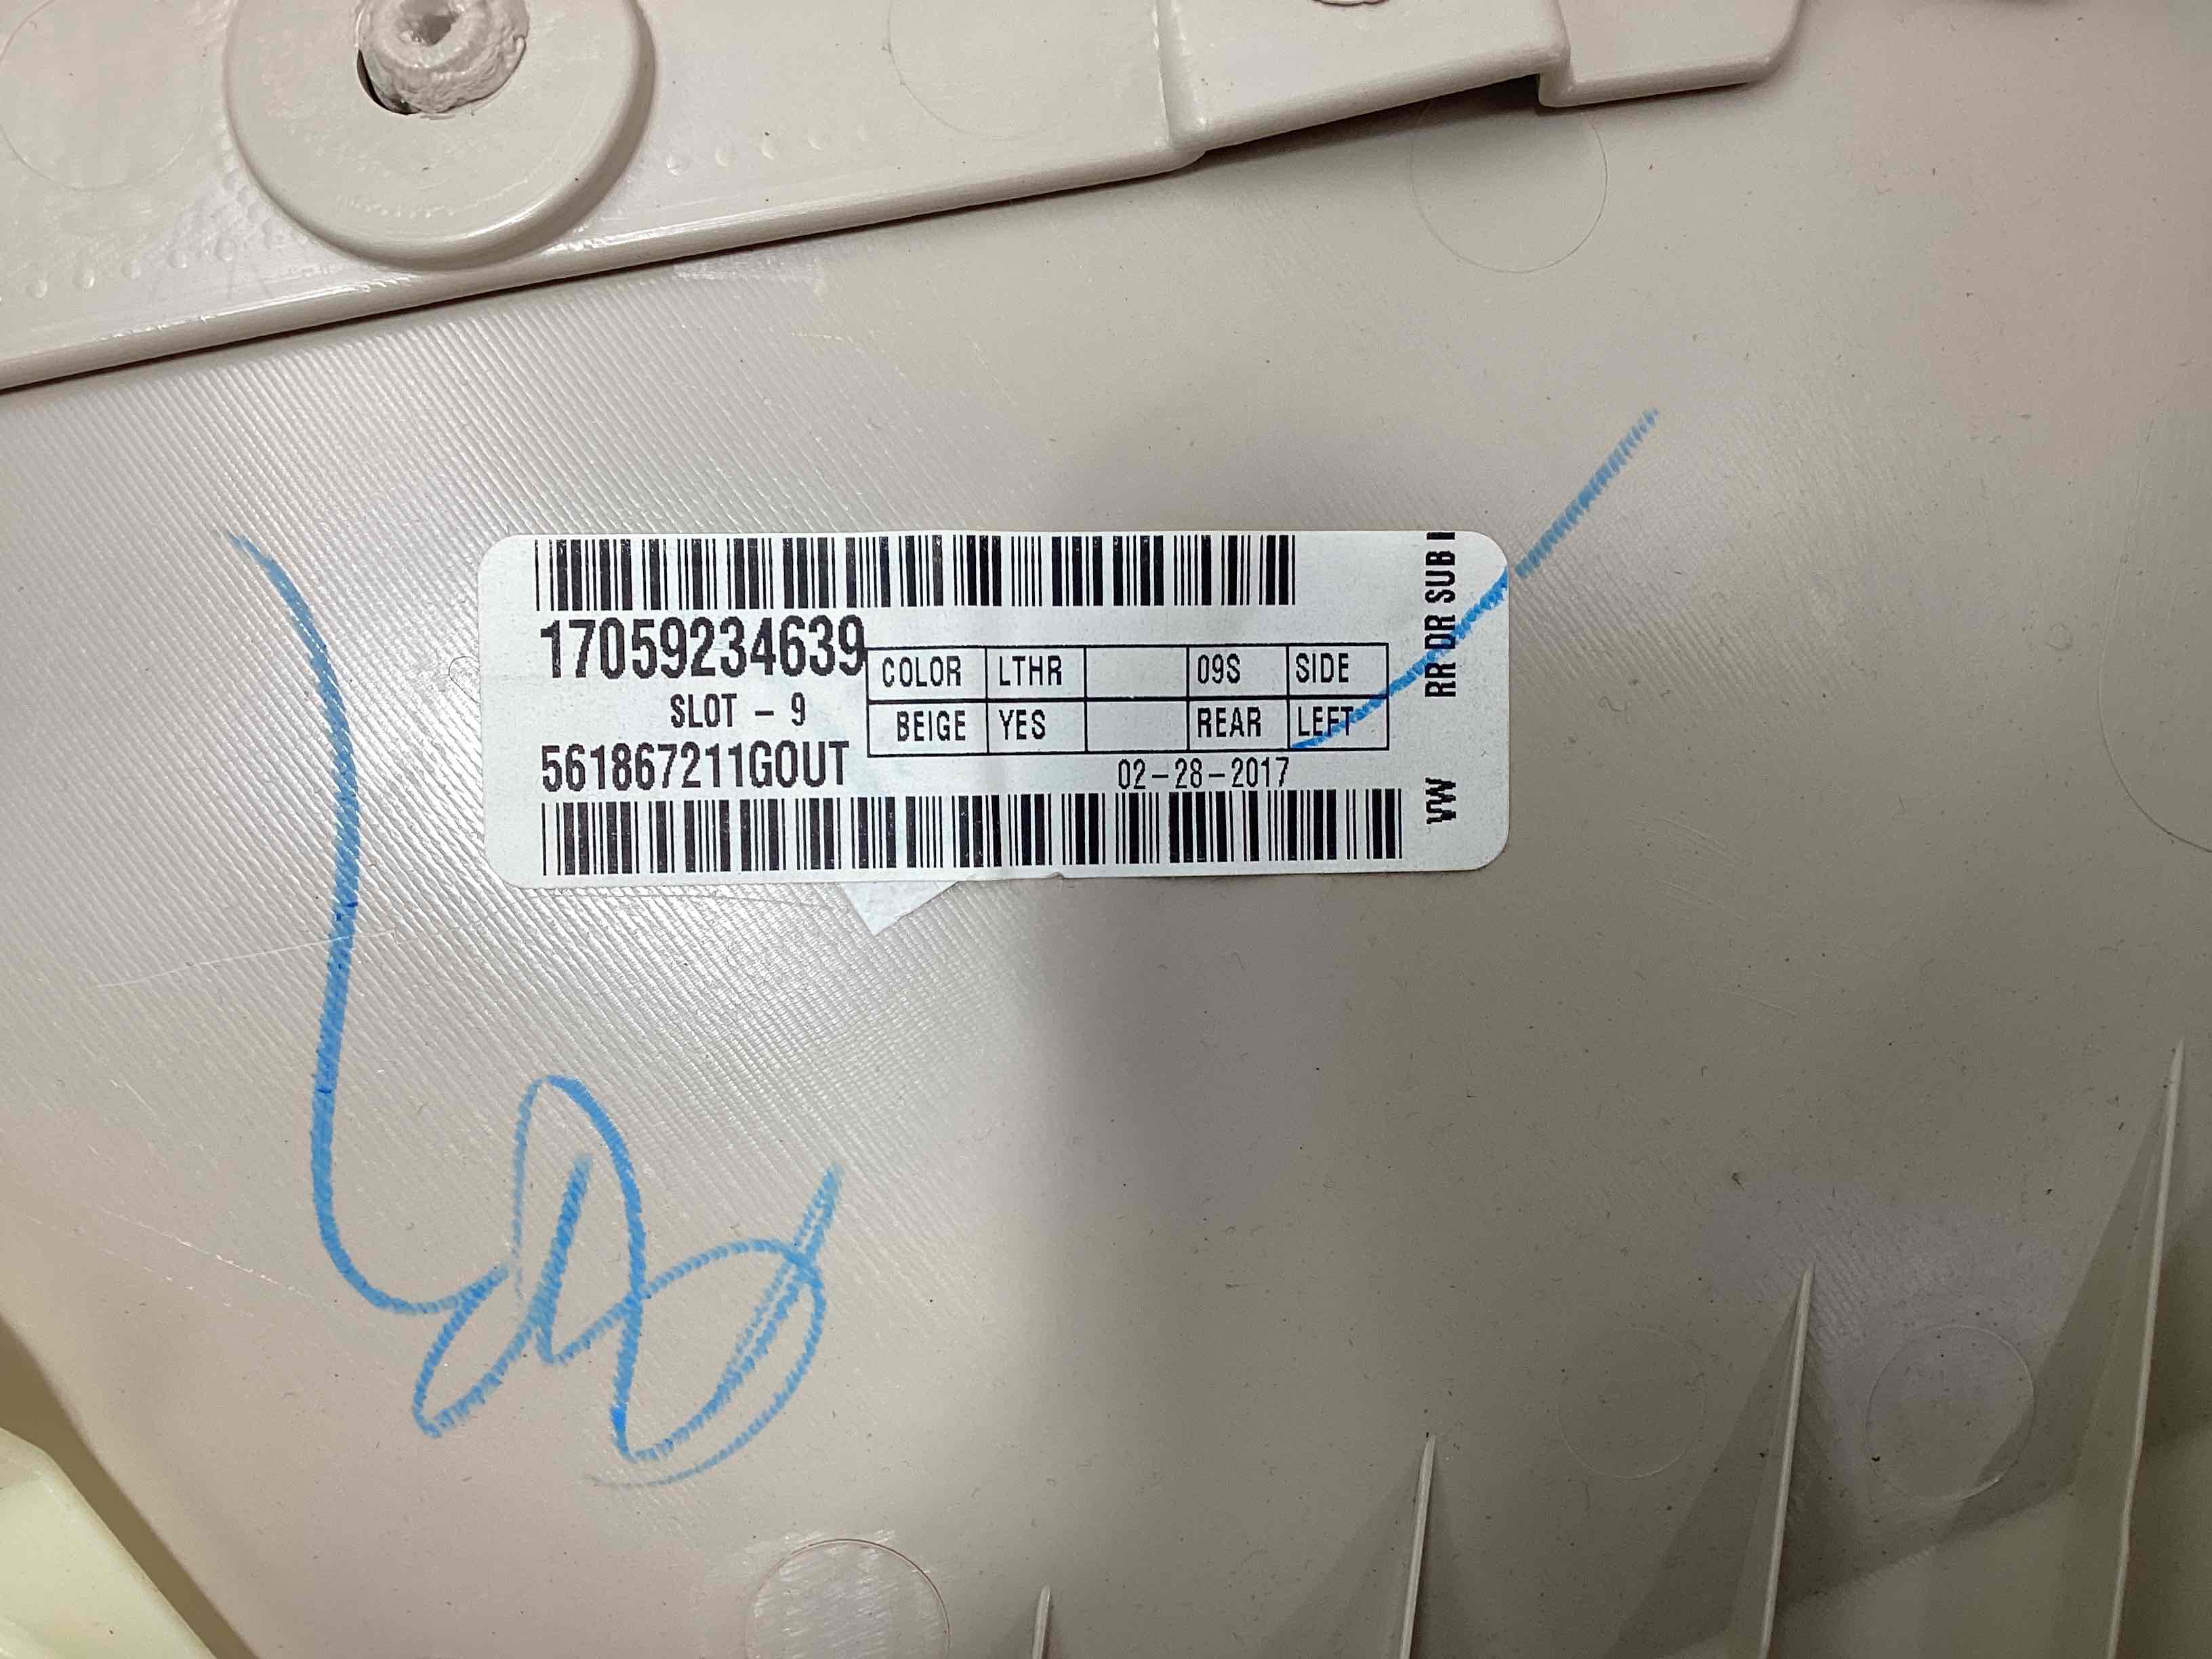 17059234639
SLOT - 9
COLOR LTHR 09S SIDE
BEIGE YES REAR LEFT
561867211GOUT
02-28-2017
VW RR DR SUB